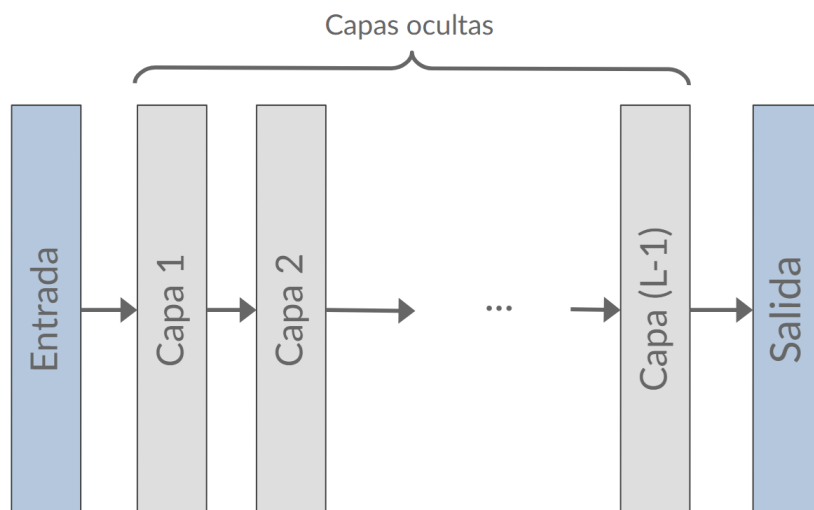 Capas ocultas
Entrada
Capa 1
Capa 2
...
Capa (L-1)
Salida